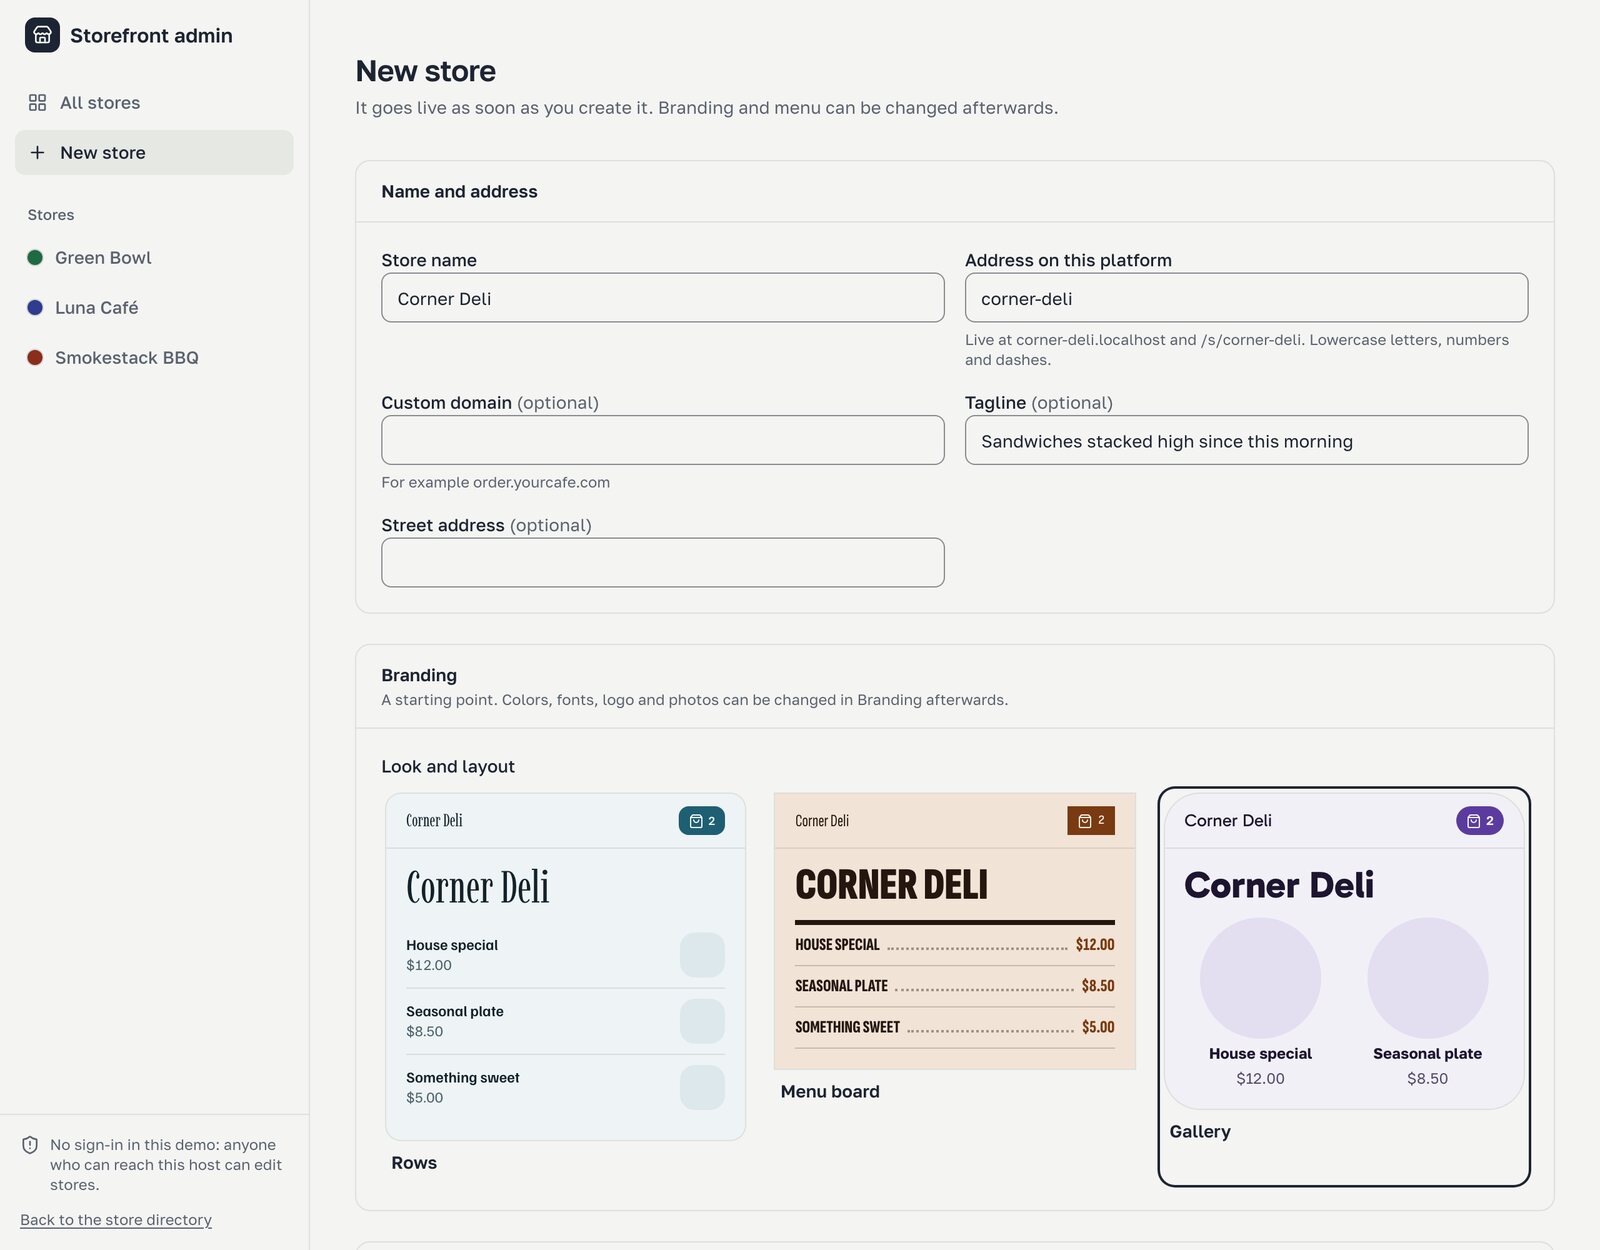 Storefront admin
All stores
New store
Stores
Green Bowl
Luna Café
Smokestack BBQ
No sign-in in this demo: anyone
who can reach this host can edit
stores.
Back to the store directory
New store
It goes live as soon as you create it. Branding and menu can be changed afterwards.
Name and address
Store name
Corner Deli
Address on this platform
corner-deli
Live at corner-deli.localhost and /s/corner-deli. Lowercase letters, numbers
and dashes.
Custom domain (optional)
For example order.yourcafe.com
Tagline (optional)
Sandwiches stacked high since this morning
Street address (optional)
Branding
A starting point. Colors, fonts, logo and photos can be changed in Branding afterwards.
Look and layout
Corner Deli
2
Corner Deli
House special
$12.00
Seasonal plate
$8.50
Something sweet
$5.00
Rows
Corner Deli
2
CORNER DELI
HOUSE SPECIAL $12.00
SEASONAL PLATE $8.50
SOMETHING SWEET $5.00
Menu board
Corner Deli
2
Corner Deli
House special
$12.00
Seasonal plate
$8.50
Gallery